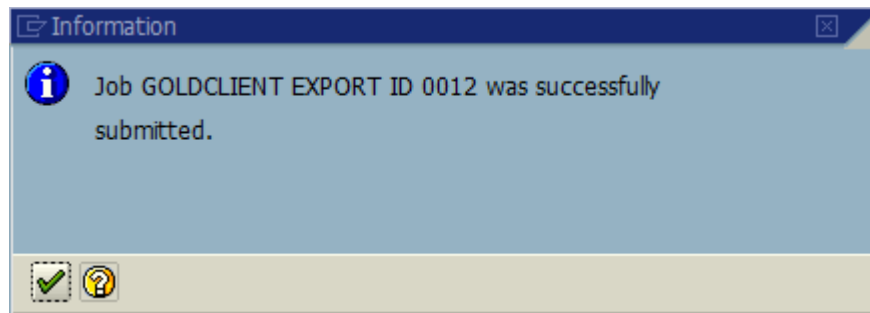 Information
Job GOLDCLIENT EXPORT ID 0012 was successfully
submitted.